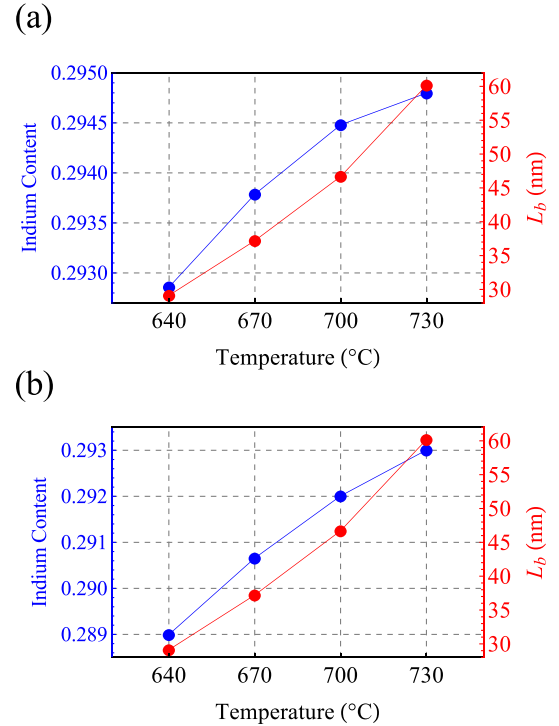 (a)
0.2950
0.2945
0.2940
0.2935
0.2930
Indium Content
60
55
50
45
40
35
30
L_b (nm)
640 670 700 730
Temperature (°C)
(b)
0.293
0.292
0.291
0.290
0.289
Indium Content
60
55
50
45
40
35
30
L_b (nm)
640 670 700 730
Temperature (°C)